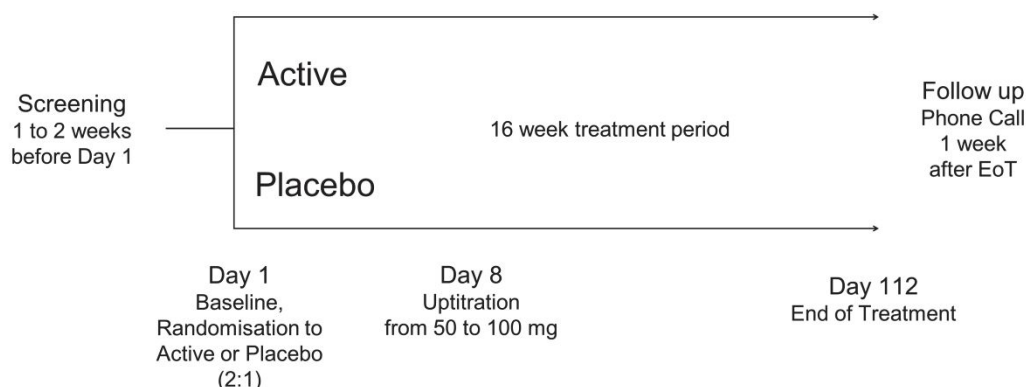 Screening
1 to 2 weeks
before Day 1
Active
Placebo
16 week treatment period
Follow up
Phone Call
1 week
after EoT
Day 1
Baseline,
Randomisation to
Active or Placebo
(2:1)
Day 8
Uptitration
from 50 to 100 mg
Day 112
End of Treatment